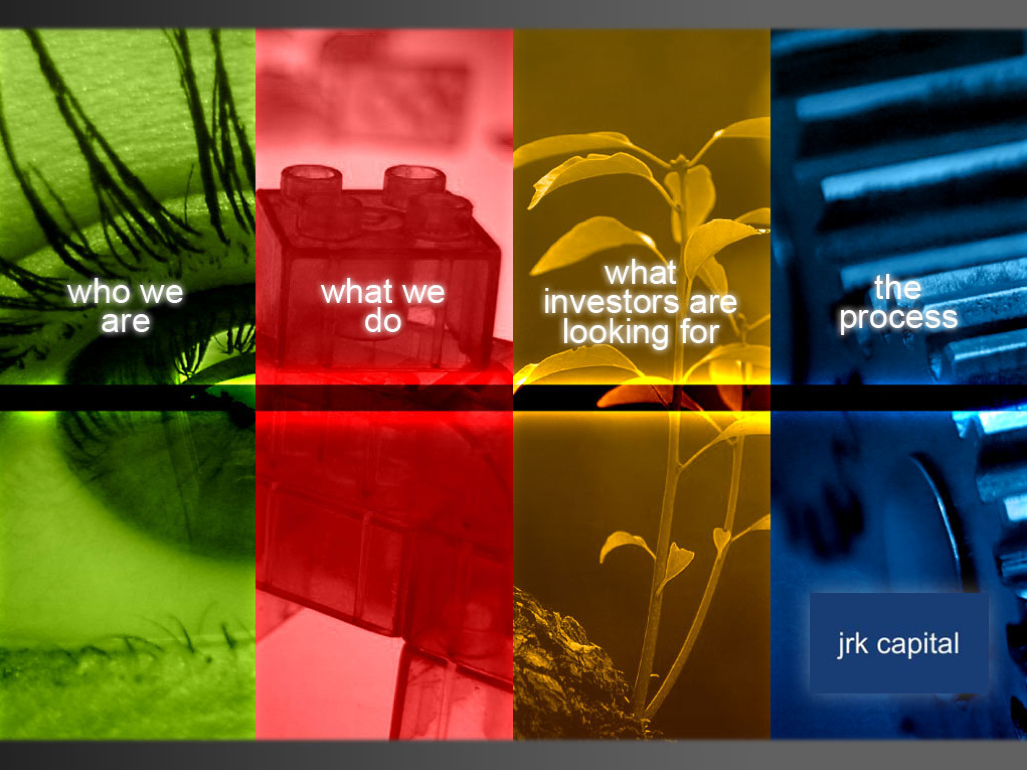 who we
are
what we
do
what
investors are
looking for
the
process
jrk capital